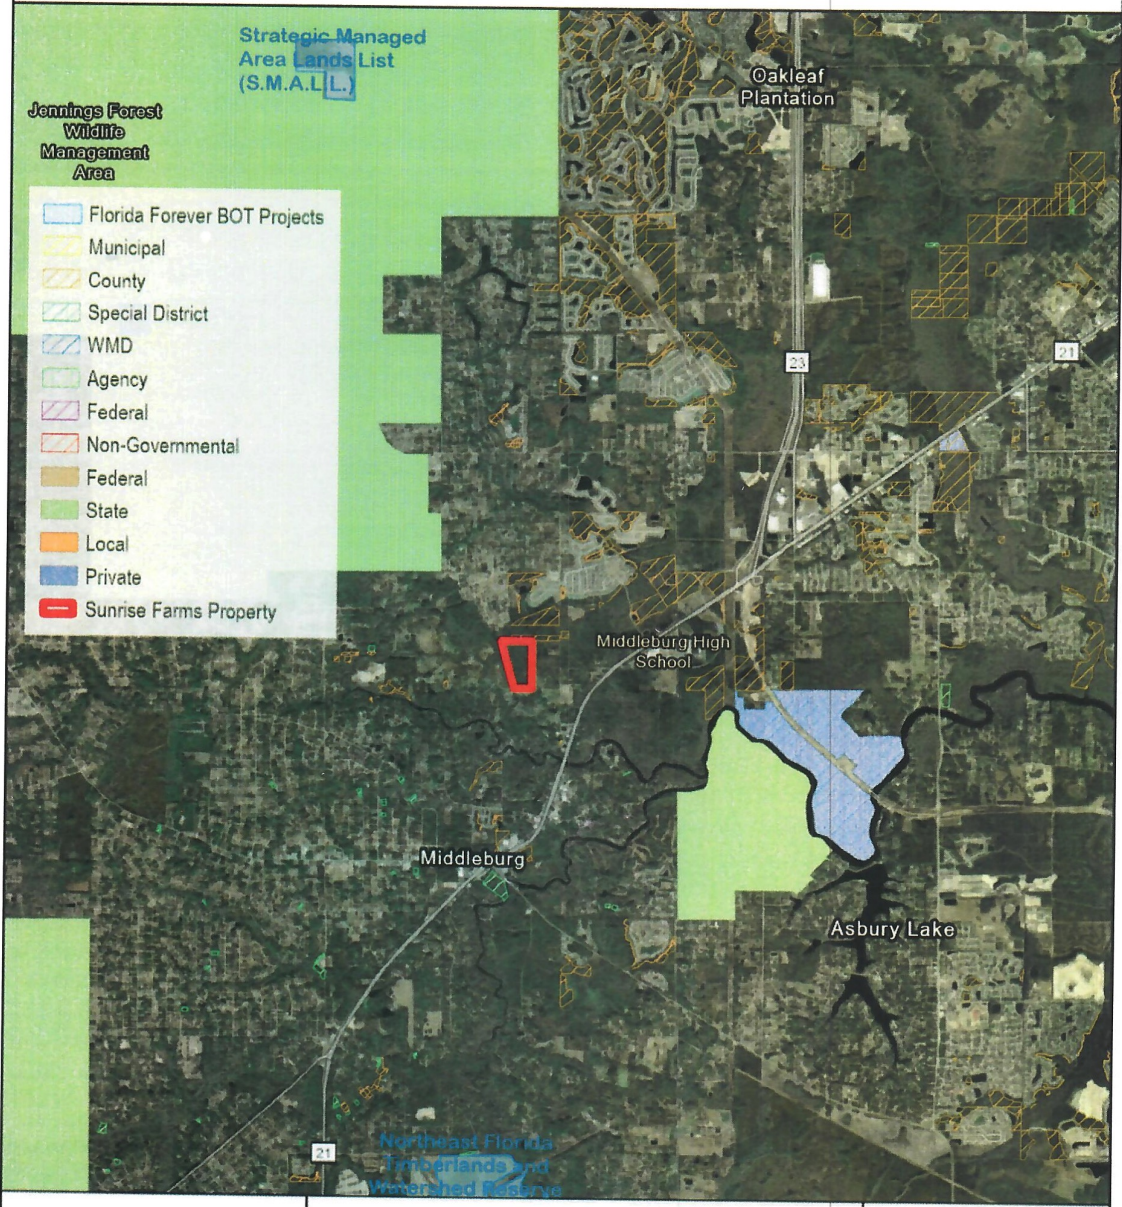 Strategic Managed
Area Lands List
(S.M.A.L.L.)
Oakleaf
Plantation
Jennings Forest
Wildlife
Management
Area
Florida Forever BOT Projects
Municipal
County
Special District
WMD
Agency
Federal
Non-Governmental
Federal
State
Local
Private
Sunrise Farms Property
23
21
Middleburg High
School
Middleburg
Asbury Lake
21
Northeast Florida
Timberlands and
Watershed Reserve